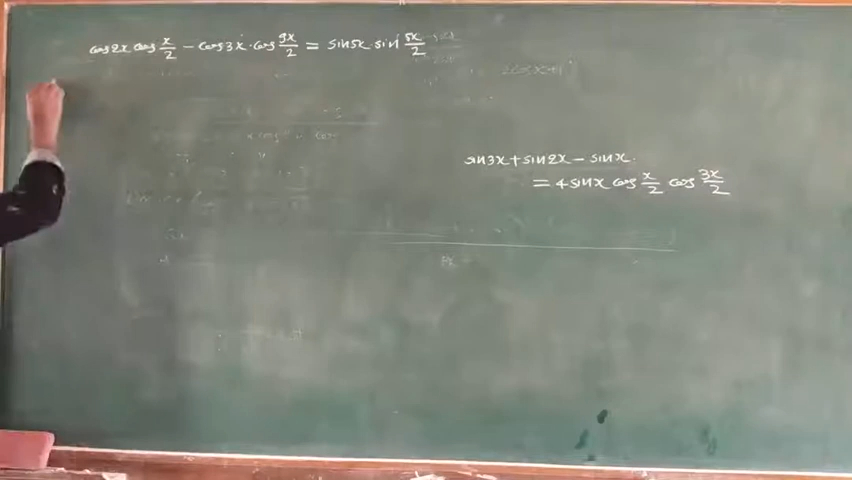 cos2x cos x/2 - cos3x · cos 9x/2 = sin5x · sin 5x/2
sin3x + sin2x - sinx.
= 4 sinx cos x/2 cos 3x/2